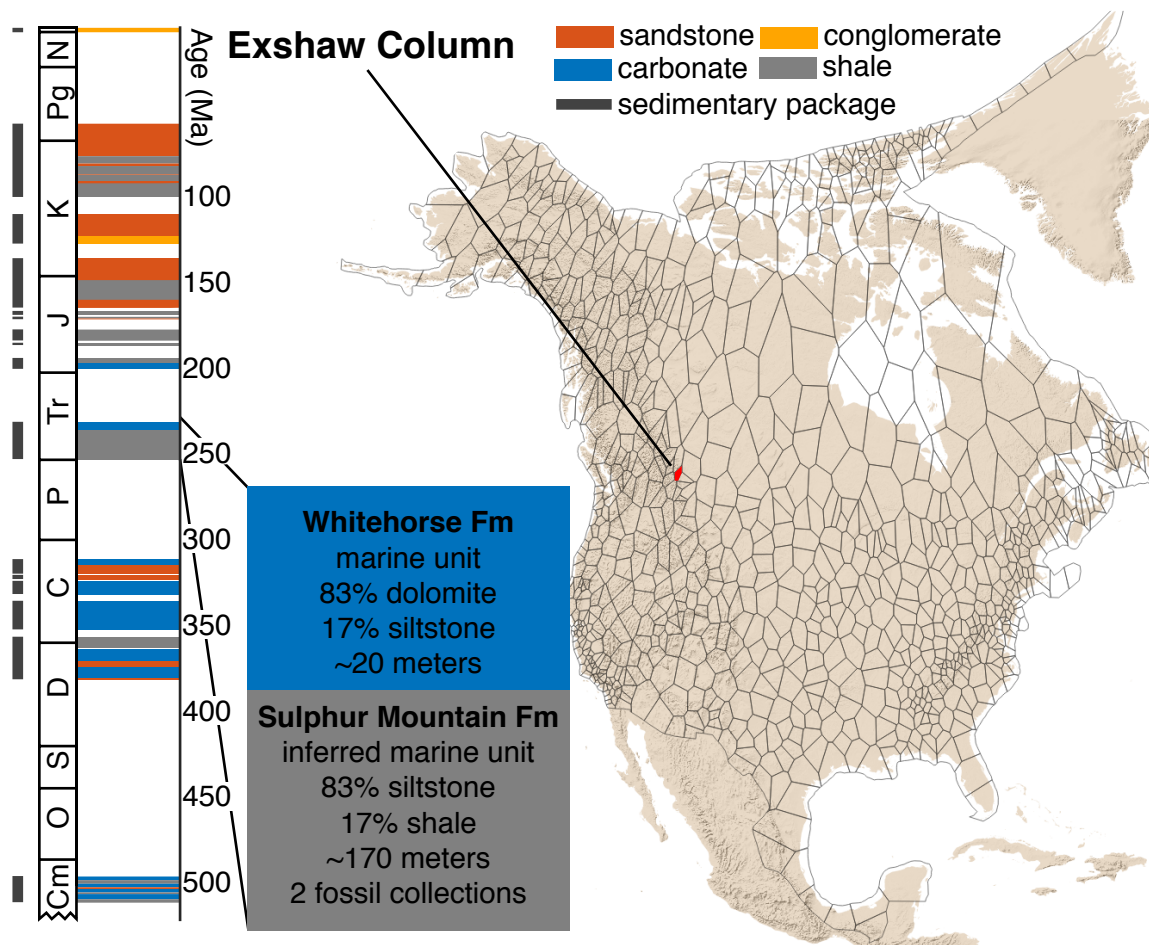 Exshaw Column
sandstone
conglomerate
carbonate
shale
sedimentary package
Age (Ma)
N
Pg
K
J
Tr
P
C
D
S
O
Cm
100
150
200
250
300
350
400
450
500
Whitehorse Fm
marine unit
83% dolomite
17% siltstone
~20 meters
Sulphur Mountain Fm
inferred marine unit
83% siltstone
17% shale
~170 meters
2 fossil collections